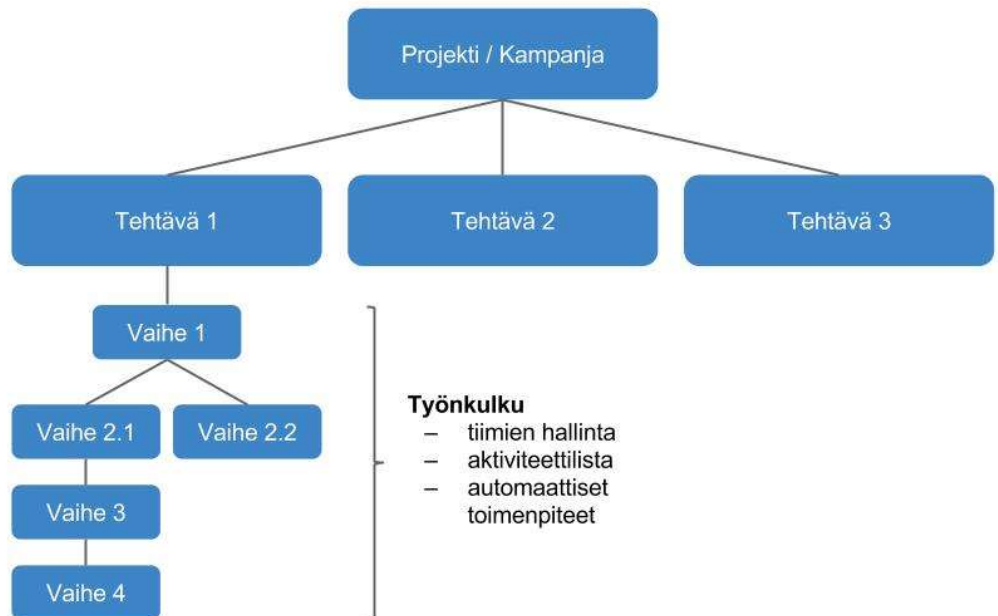 Projekti / Kampanja
Tehtävä 1
Tehtävä 2
Tehtävä 3
Vaihe 1
Vaihe 2.1
Vaihe 2.2
Vaihe 3
Vaihe 4
Työnkulku
– tiimien hallinta
– aktiviteettilista
– automaattiset
toimenpiteet